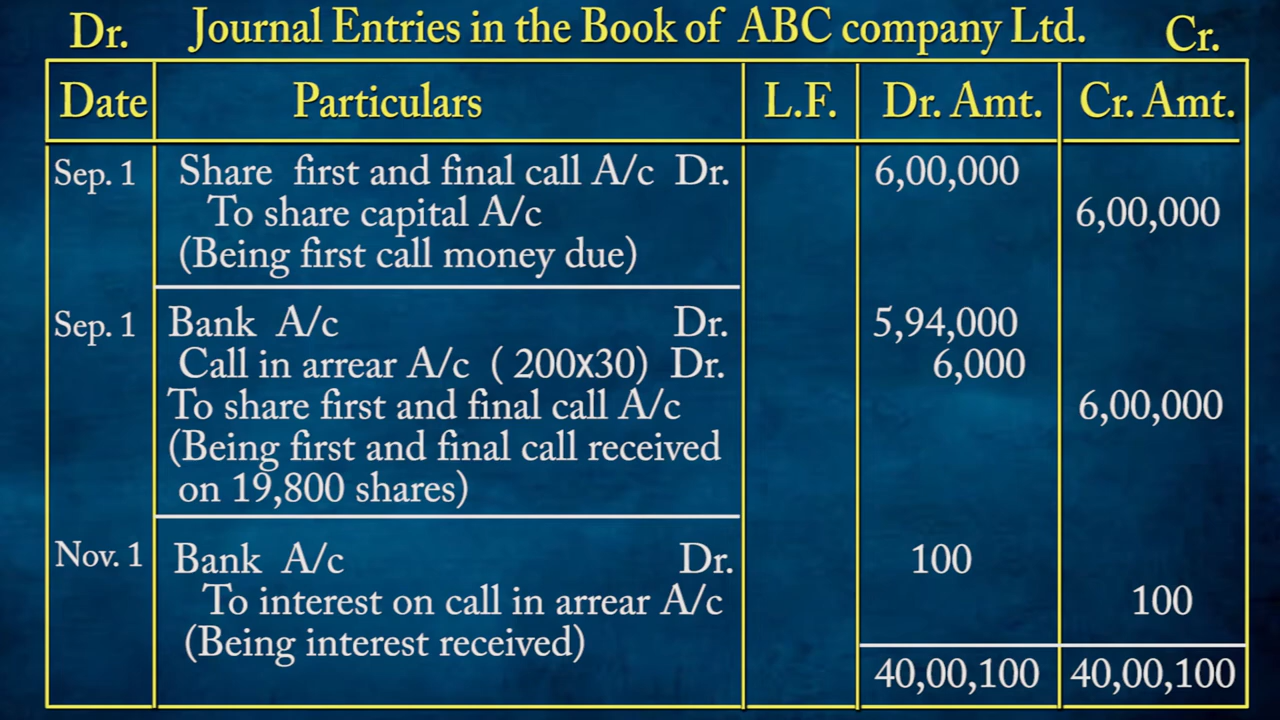 Dr. Journal Entries in the Book of ABC company Ltd. Cr.
Date Particulars L.F. Dr. Amt. Cr. Amt.
Sep. 1 Share first and final call A/c Dr. 6,00,000
To share capital A/c 6,00,000
(Being first call money due)
Sep. 1 Bank A/c Dr. 5,94,000
Call in arrear A/c ( 200x30) Dr. 6,000
To share first and final call A/c 6,00,000
(Being first and final call received
on 19,800 shares)
Nov. 1 Bank A/c Dr. 100
To interest on call in arrear A/c 100
(Being interest received)
40,00,100 40,00,100